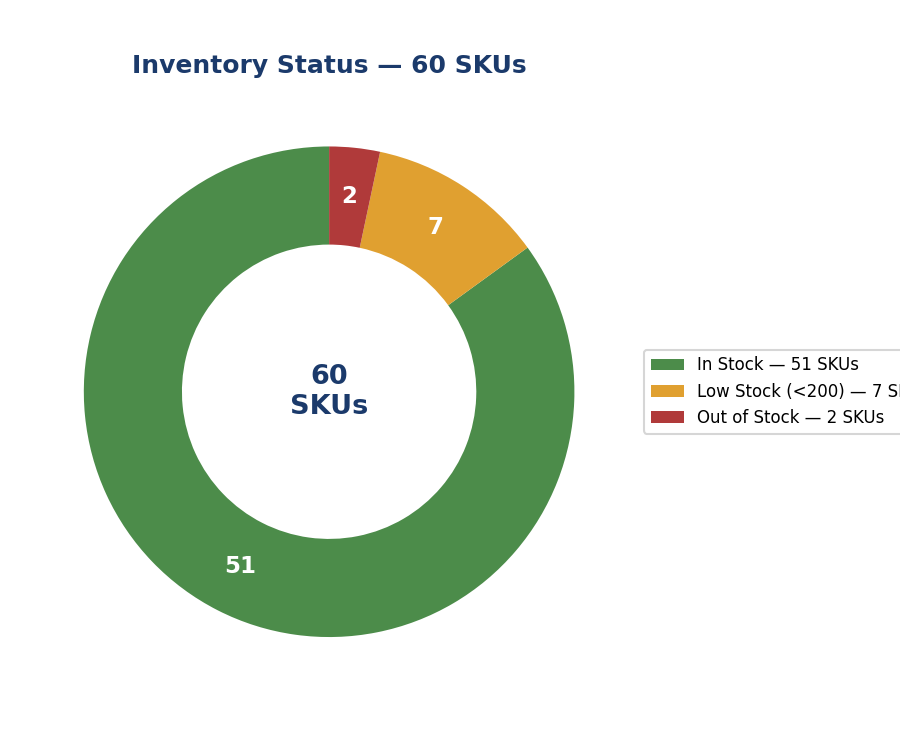 Inventory Status — 60 SKUs
2
7
60
SKUs
51
In Stock — 51 SKUs
Low Stock (<200) — 7
Out of Stock — 2 SKUs